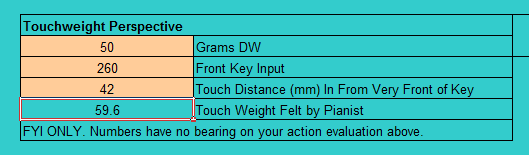 Touchweight Perspective
50 Grams DW
260 Front Key Input
42 Touch Distance (mm) In From Very Front of Key
59.6 Touch Weight Felt by Pianist
FYI ONLY. Numbers have no bearing on your action evaluation above.